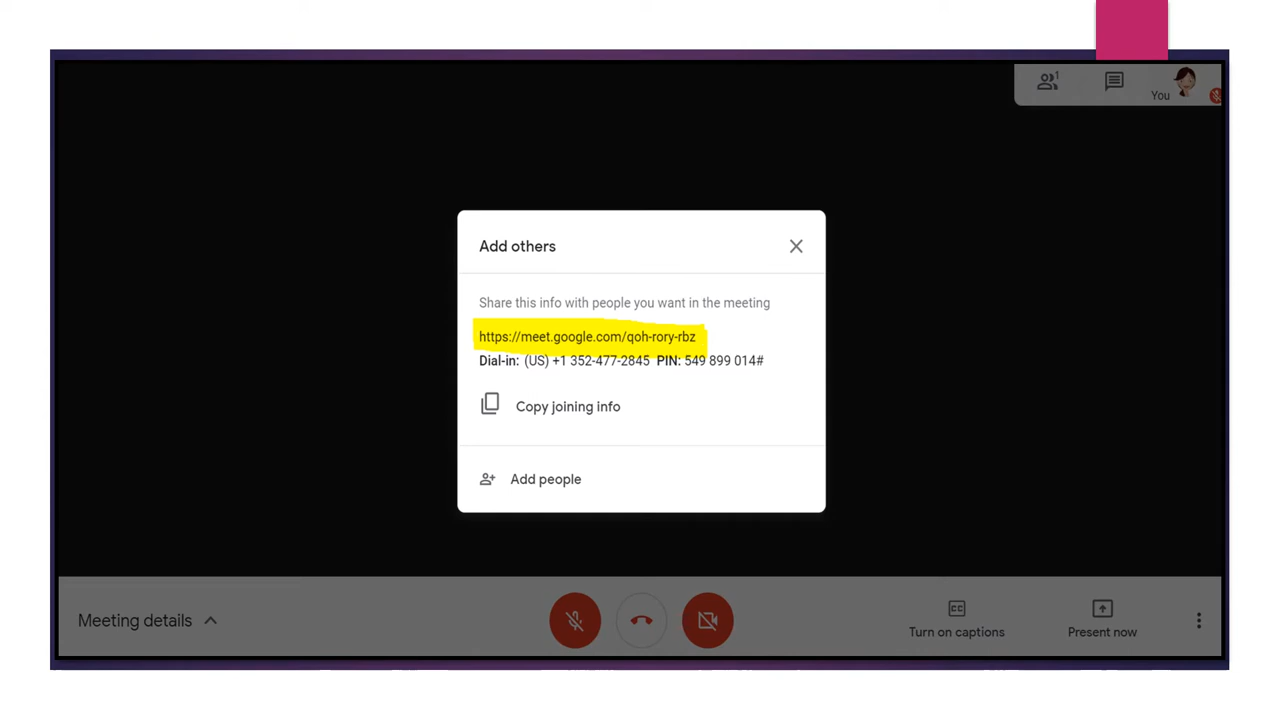 1
You
Add others
Share this info with people you want in the meeting
https://meet.google.com/qoh-rory-rbz
Dial-in: (US) +1 352-477-2845 PIN: 549 899 014#
Copy joining info
Add people
Meeting details
CC
Turn on captions
Present now